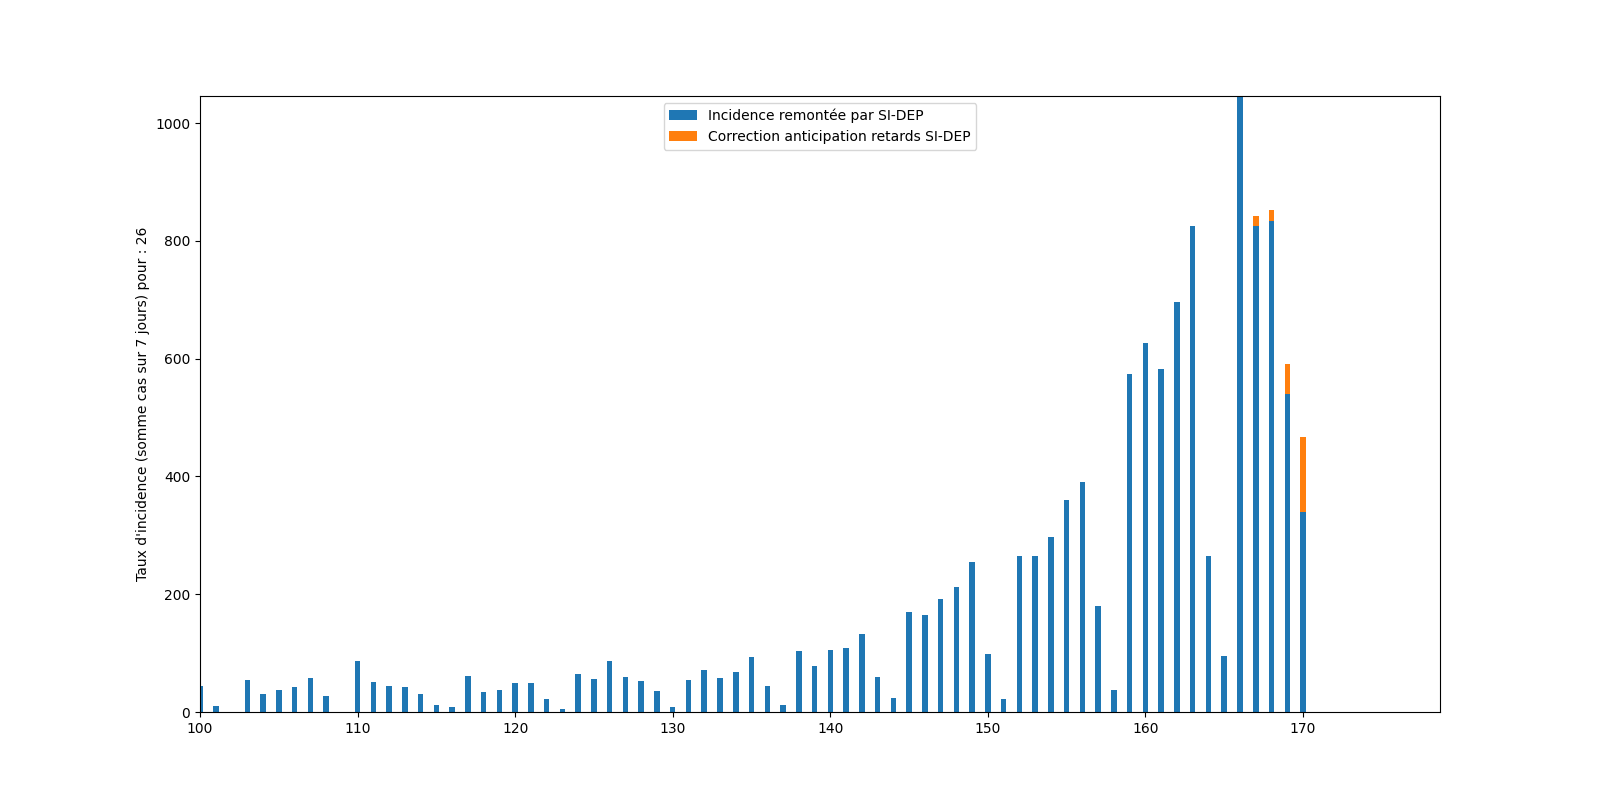 Incidence remontée par SI-DEP
Correction anticipation retards SI-DEP
Taux d'incidence (somme cas sur 7 jours) pour : 26
1000
800
600
400
200
0
100 110 120 130 140 150 160 170